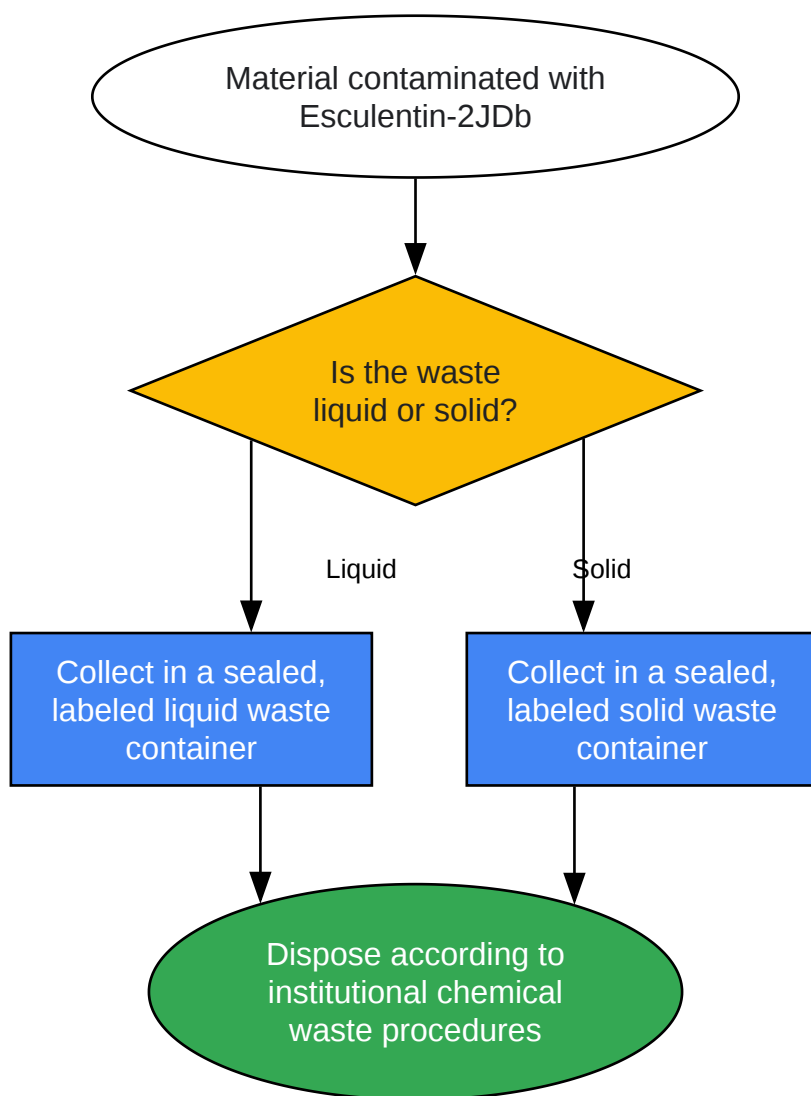 Material contaminated with
Esculentin-2JDb
Is the waste
liquid or solid?
Liquid
Solid
Collect in a sealed,
labeled liquid waste
container
Collect in a sealed,
labeled solid waste
container
Dispose according to
institutional chemical
waste procedures